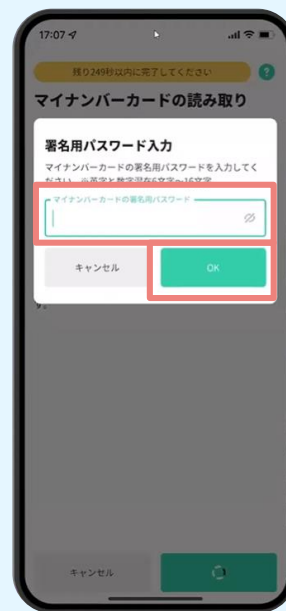 17:07
残り249秒以内に完了してください
?
マイナンバーカードの読み取り
署名用パスワード入力
マイナンバーカードの署名用パスワードを入力してく
ださい。※英字と数字混在6文字～16文字
マイナンバーカードの署名用パスワード
キャンセル
OK
す。
キャンセル